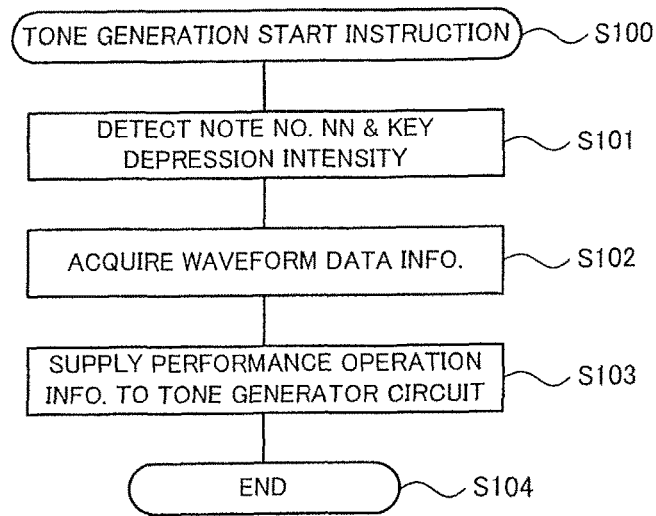 TONE GENERATION START INSTRUCTION
S100
DETECT NOTE NO. NN & KEY
DEPRESSION INTENSITY
S101
ACQUIRE WAVEFORM DATA INFO.
S102
SUPPLY PERFORMANCE OPERATION
INFO. TO TONE GENERATOR CIRCUIT
S103
END
S104